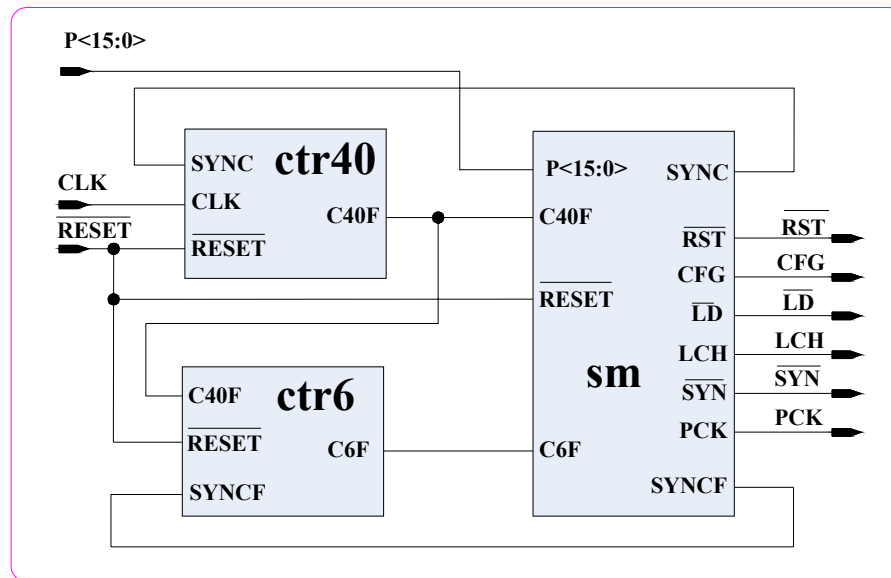 P<15:0>
SYNC
ctr40
P<15:0>
SYNC
CLK
CLK
C40F
C40F
RESET
RESET
RST
RST
CFG
CFG
RESET
LD
LD
LCH
LCH
sm
C40F
ctr6
SYN
SYN
RESET
C6F
C6F
PCK
PCK
SYNCF
SYNCF